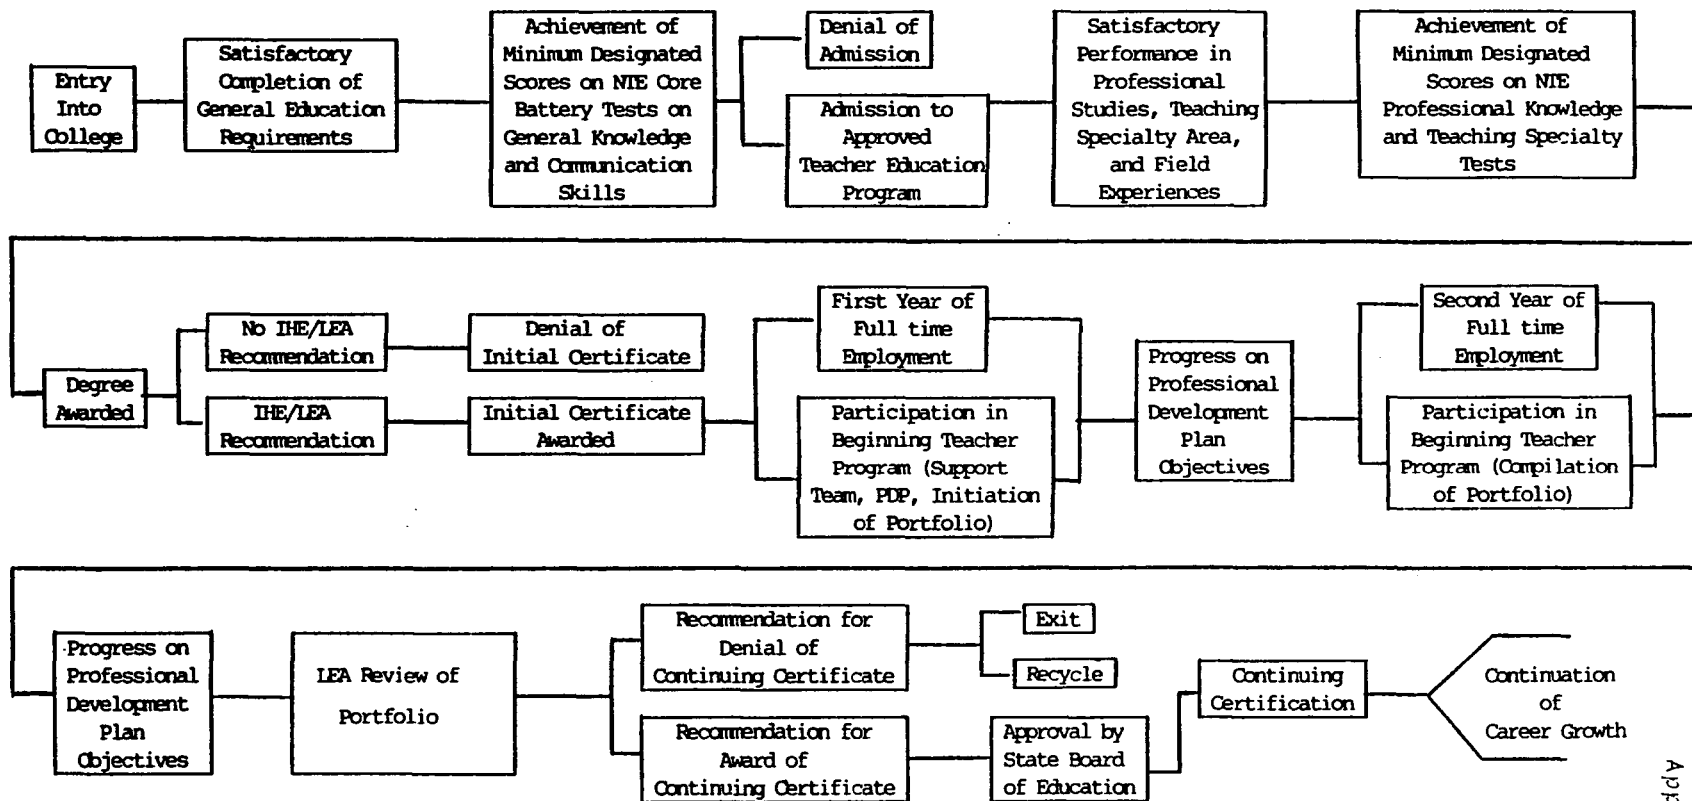 Entry
Into
College
Satisfactory
Completion of
General Education
Requirements
Achievement of
Minimum Designated
Scores on NTE Core
Battery Tests on
General Knowledge
and Communication
Skills
Denial of
Admission
Admission to
Approved
Teacher Education
Program
Satisfactory
Performance in
Professional
Studies, Teaching
Specialty Area,
and Field
Experiences
Achievement of
Minimum Designated
Scores on NTE
Professional Knowledge
and Teaching Specialty
Tests
Degree
Awarded
No IHE/LEA
Recommendation
Denial of
Initial Certificate
IHE/LEA
Recommendation
Initial Certificate
Awarded
First Year of
Full time
Employment
Participation in
Beginning Teacher
Program (Support
Team, PDP, Initiation
of Portfolio)
Progress on
Professional
Development
Plan
Objectives
Second Year of
Full time
Employment
Participation in
Beginning Teacher
Program (Compilation
of Portfolio)
Progress on
Professional
Development
Plan
Objectives
LEA Review of
Portfolio
Recommendation for
Denial of
Continuing Certificate
Exit
Recycle
Recommendation for
Award of
Continuing Certificate
Approval by
State Board
of Education
Continuing
Certification
Continuation
of
Career Growth
App